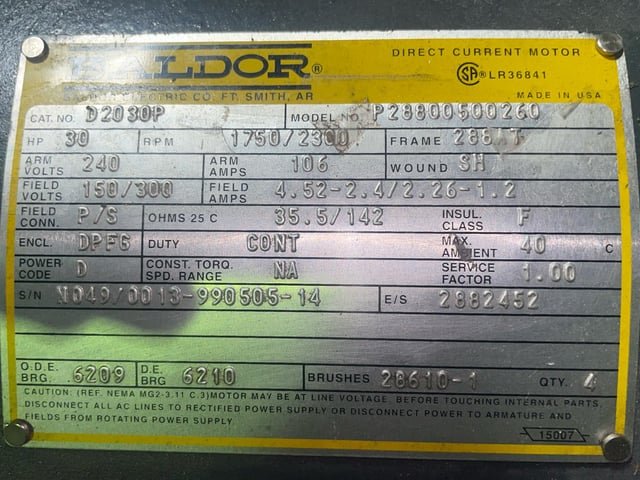 BALDOR®
DIRECT CURRENT MOTOR
SA® LR36841
BALDOR ELECTRIC CO. FT. SMITH, AR
MADE IN USA
CAT. NO. D2030P MODEL NO. P28800500260
HP 30 RPM 1750/2300 FRAME
ARM VOLTS 240 ARM AMPS 106 WOUND SH
FIELD VOLTS 150/300 FIELD AMPS 4.52-2.4/2.26-1.2
FIELD CONN. P/S OHMS 25 C 35.5/142 INSUL. CLASS F
ENCL. DPFG DUTY CONT MAX. AMBIENT 40 C
POWER CODE D CONST. TORQ. SPD. RANGE NA SERVICE FACTOR 1.00
S/N N049/0013-990505-14 E/S 2882452
O.D.E. BRG. 6209 D.E. BRG 6210 BRUSHES 28610-1 QTY. 4
CAUTION: (REF. NEMA MG2-3.11 C.3) MOTOR MAY BE AT LINE VOLTAGE. BEFORE TOUCHING INTERNAL PARTS,
DISCONNECT ALL AC LINES TO RECTIFIED POWER SUPPLY OR DISCONNECT POWER TO ARMATURE AND
FIELDS FROM ROTATING POWER SUPPLY.
15007